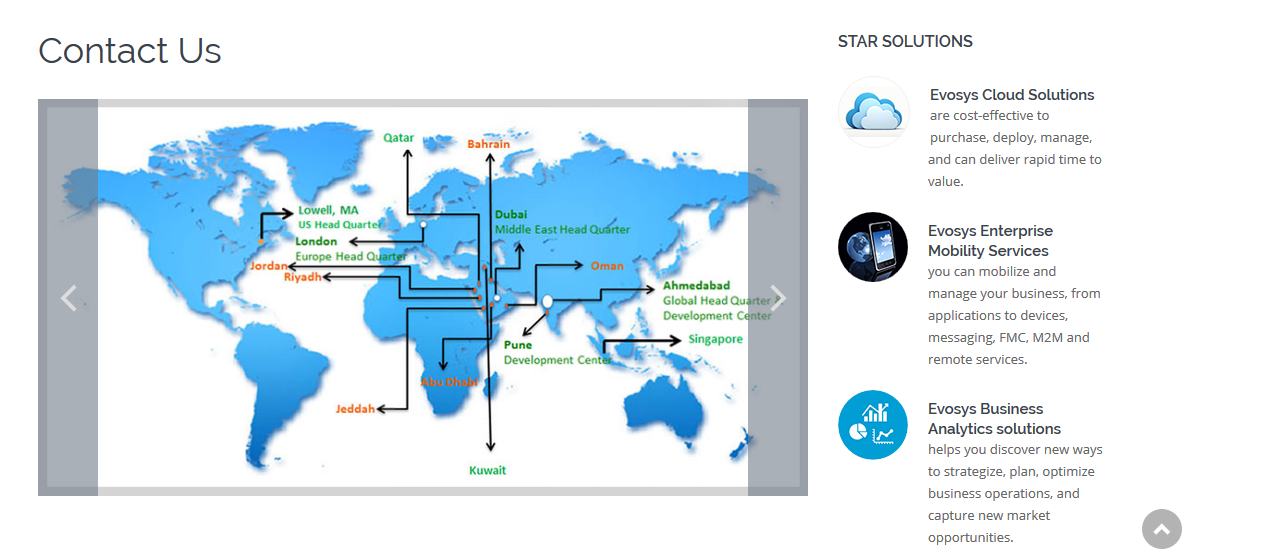 Contact Us
Qatar
Bahrain
Lowell, MA
US Head Quarter
Dubai
Middle East Head Quarter
London
Europe Head Quarter
Jordan
Riyadh
Oman
Ahmedabad
Global Head Quarter &
Development Center
Pune
Development Center
Singapore
Abu Dhabi
Jeddah
Kuwait
STAR SOLUTIONS
Evosys Cloud Solutions
are cost-effective to
purchase, deploy, manage,
and can deliver rapid time to
value.
Evosys Enterprise
Mobility Services
you can mobilize and
manage your business, from
applications to devices,
messaging, FMC, M2M and
remote services.
Evosys Business
Analytics solutions
helps you discover new ways
to strategize, plan, optimize
business operations, and
capture new market
opportunities.